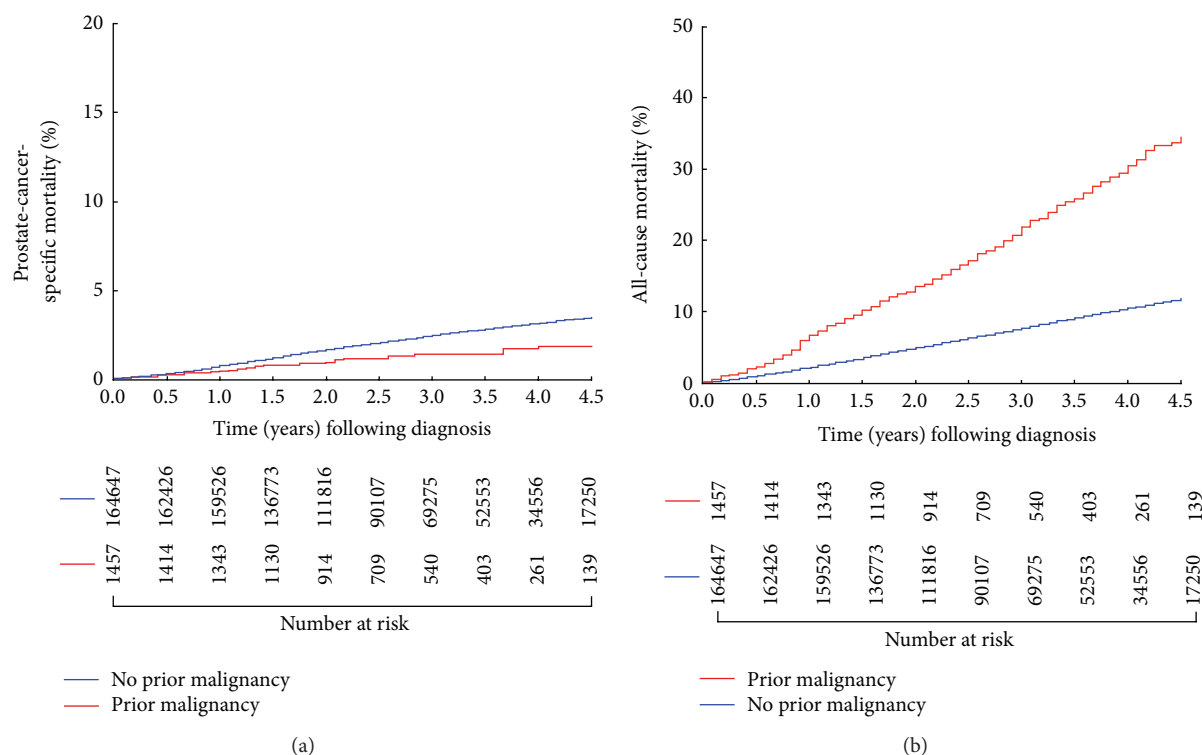 20
15
10
5
0
Prostate-cancer-
specific mortality (%)
0.0 0.5 1.0 1.5 2.0 2.5 3.0 3.5 4.0 4.5
Time (years) following diagnosis
164647 162426 159526 136773 111816 90107 69275 52553 34556 17250
1457 1414 1343 1130 914 709 540 403 261 139
Number at risk
No prior malignancy
Prior malignancy
(a)
50
40
30
20
10
0
All-cause mortality (%)
0.0 0.5 1.0 1.5 2.0 2.5 3.0 3.5 4.0 4.5
Time (years) following diagnosis
1457 1414 1343 1130 914 709 540 403 261 139
164647 162426 159526 136773 111816 90107 69275 52553 34556 17250
Number at risk
Prior malignancy
No prior malignancy
(b)